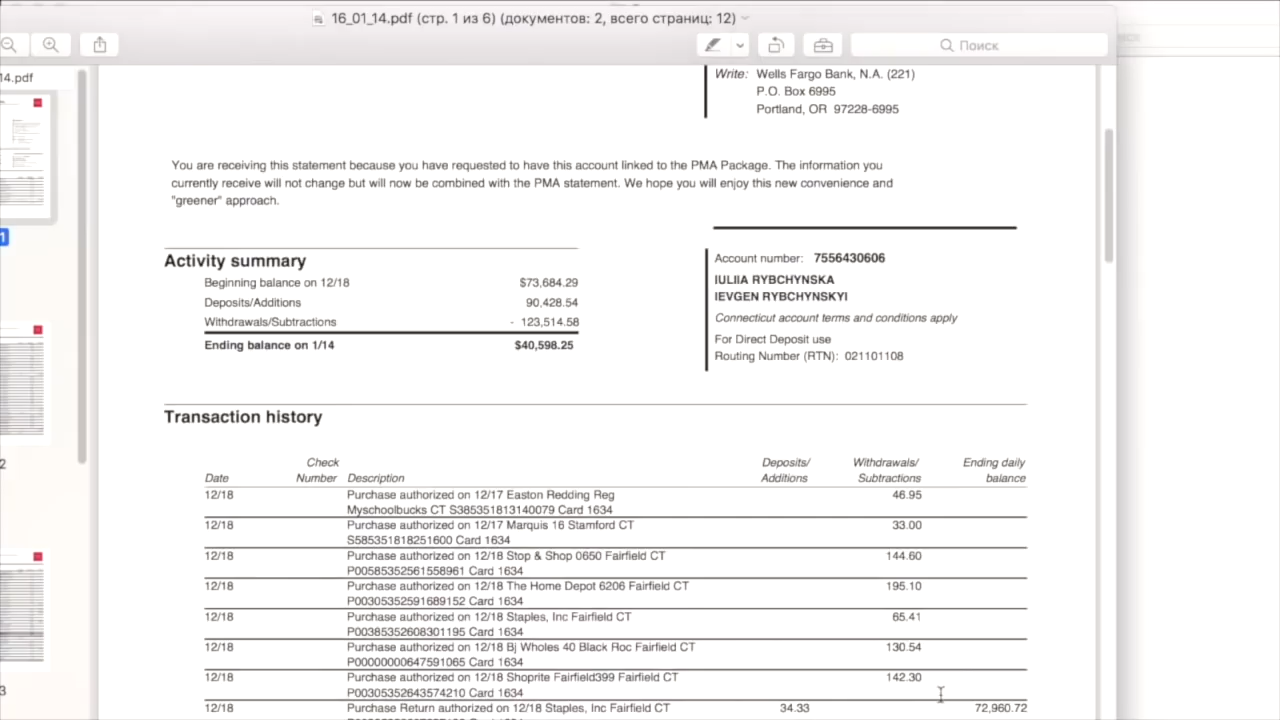 16_01_14.pdf (стр. 1 из 6) (документов: 2, всего страниц: 12)
Поиск
14.pdf
Write: Wells Fargo Bank, N.A. (221)
P.O. Box 6995
Portland, OR 97228-6995
You are receiving this statement because you have requested to have this account linked to the PMA Package. The information you
currently receive will not change but will now be combined with the PMA statement. We hope you will enjoy this new convenience and
"greener" approach.
1
Activity summary
Beginning balance on 12/18 $73,684.29
Deposits/Additions 90,428.54
Withdrawals/Subtractions - 123,514.58
Ending balance on 1/14 $40,598.25
Account number: 7556430606
IULIIA RYBCHYNSKA
IEVGEN RYBCHYNSKYI
Connecticut account terms and conditions apply
For Direct Deposit use
Routing Number (RTN): 021101108
Transaction history
Check Deposits/ Withdrawals/ Ending daily
Date Number Description Additions Subtractions balance
12/18 Purchase authorized on 12/17 Easton Redding Reg 46.95
Myschoolbucks CT S385351813140079 Card 1634
12/18 Purchase authorized on 12/17 Marquis 16 Stamford CT 33.00
S585351818251600 Card 1634
12/18 Purchase authorized on 12/18 Stop & Shop 0650 Fairfield CT 144.60
P00585352561558961 Card 1634
12/18 Purchase authorized on 12/18 The Home Depot 6206 Fairfield CT 195.10
P00305352591689152 Card 1634
12/18 Purchase authorized on 12/18 Staples, Inc Fairfield CT 65.41
P00385352608301195 Card 1634
12/18 Purchase authorized on 12/18 Bj Wholes 40 Black Roc Fairfield CT 130.54
P00000000647591065 Card 1634
12/18 Purchase authorized on 12/18 Shoprite Fairfield399 Fairfield CT 142.30
P00305352643574210 Card 1634
12/18 Purchase Return authorized on 12/18 Staples, Inc Fairfield CT 34.33 72,960.72
2
3